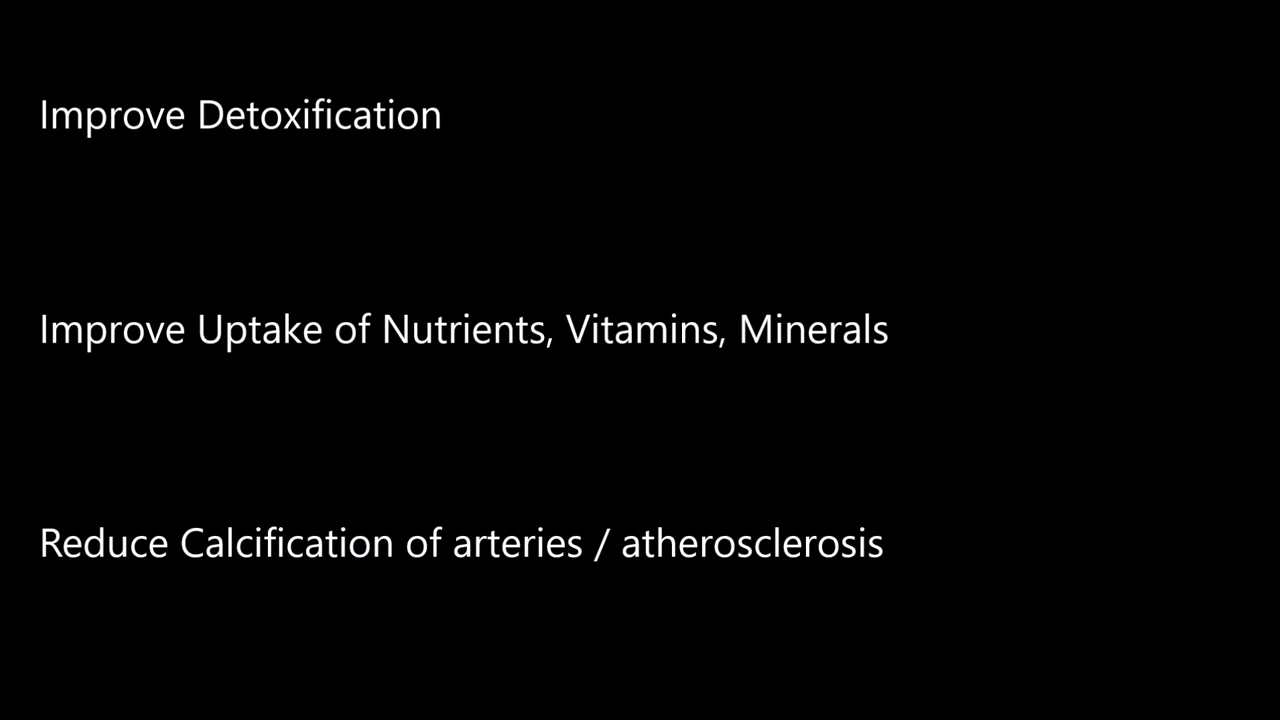 Improve Detoxification
Improve Uptake of Nutrients, Vitamins, Minerals
Reduce Calcification of arteries / atherosclerosis